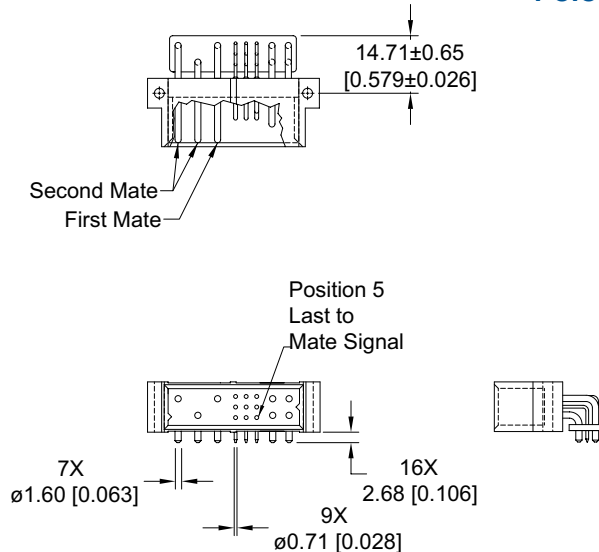 14.71±0.65
[0.579±0.026]
Second Mate
First Mate
Position 5
Last to
Mate Signal
7X
ø1.60 [0.063]
16X
2.68 [0.106]
9X
ø0.71 [0.028]